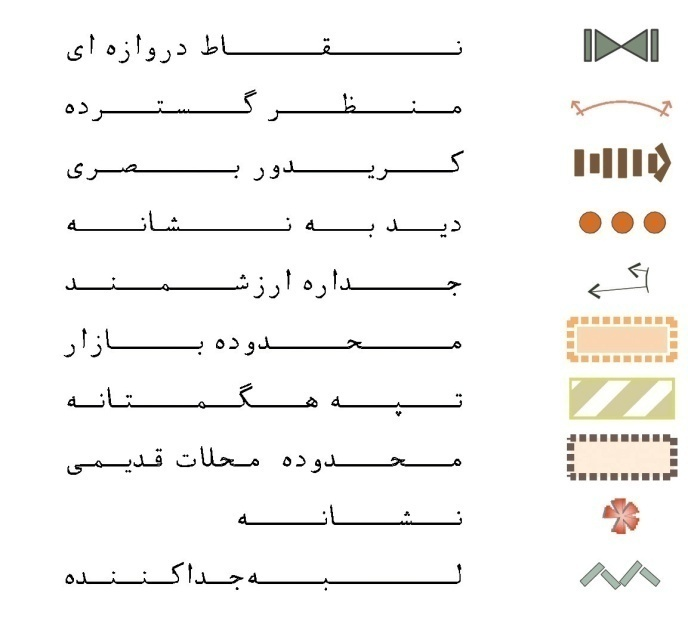 نقاط دروازه ای
منظر گسترده
کریدور بصری
دید به نشانه
جداره ارزشمند
محدوده بازار
تپه هگمتانه
محدوده محلات قدیمی
نشانه
لبه جداکننده